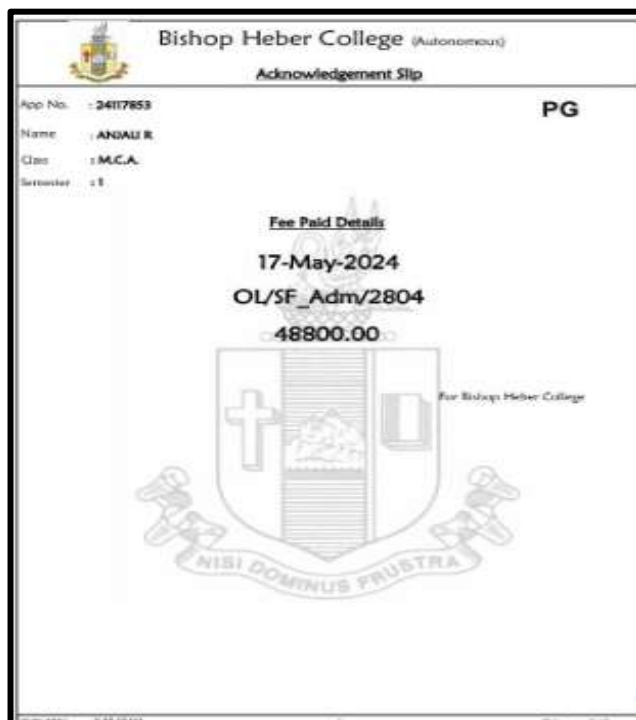 Bishop Heber College (Autonomous)
Acknowledgement Slip
App No. : 24117853
PG
Name : ANJALI R
Class : M.C.A.
Semester : 1
Fee Paid Details
17-May-2024
OL/SF_Adm/2804
48800.00
For Bishop Heber College
NISI DOMINUS FRUSTRA